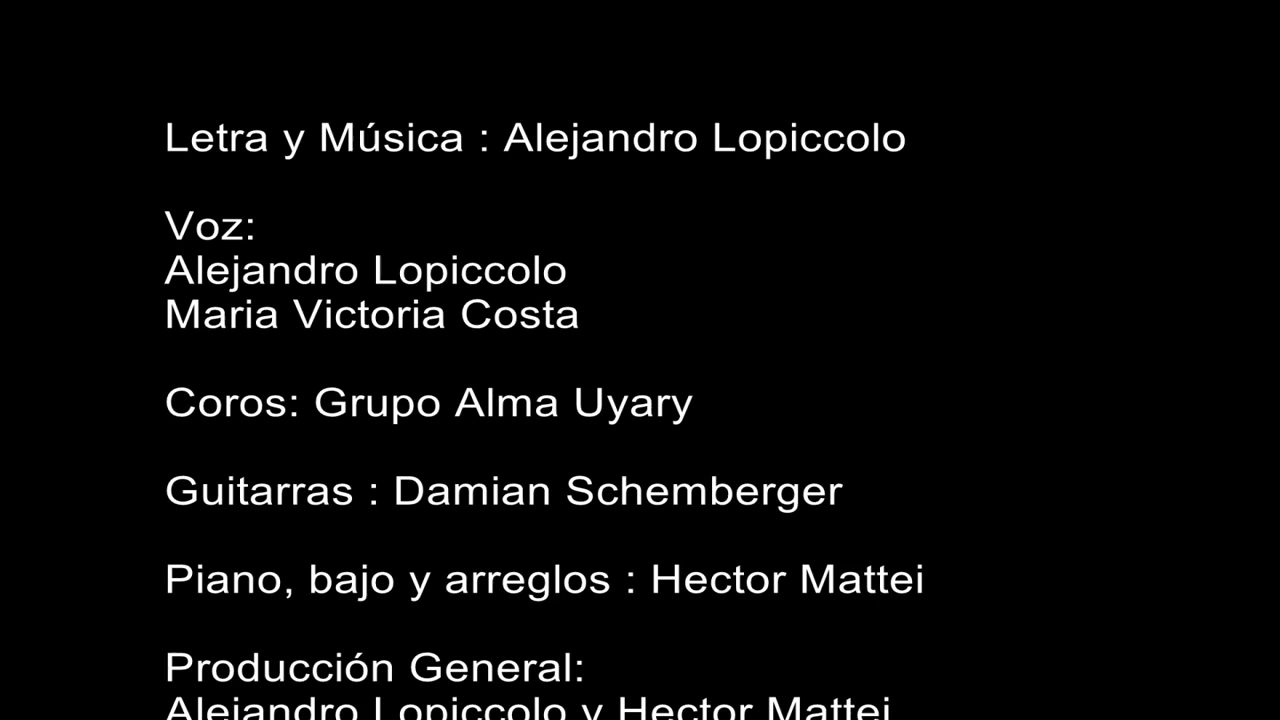 Letra y Música : Alejandro Lopiccolo
Voz:
Alejandro Lopiccolo
Maria Victoria Costa
Coros: Grupo Alma Uyary
Guitarras : Damian Schemberger
Piano, bajo y arreglos : Hector Mattei
Producción General:
Alejandro Lopiccolo y Hector Mattei